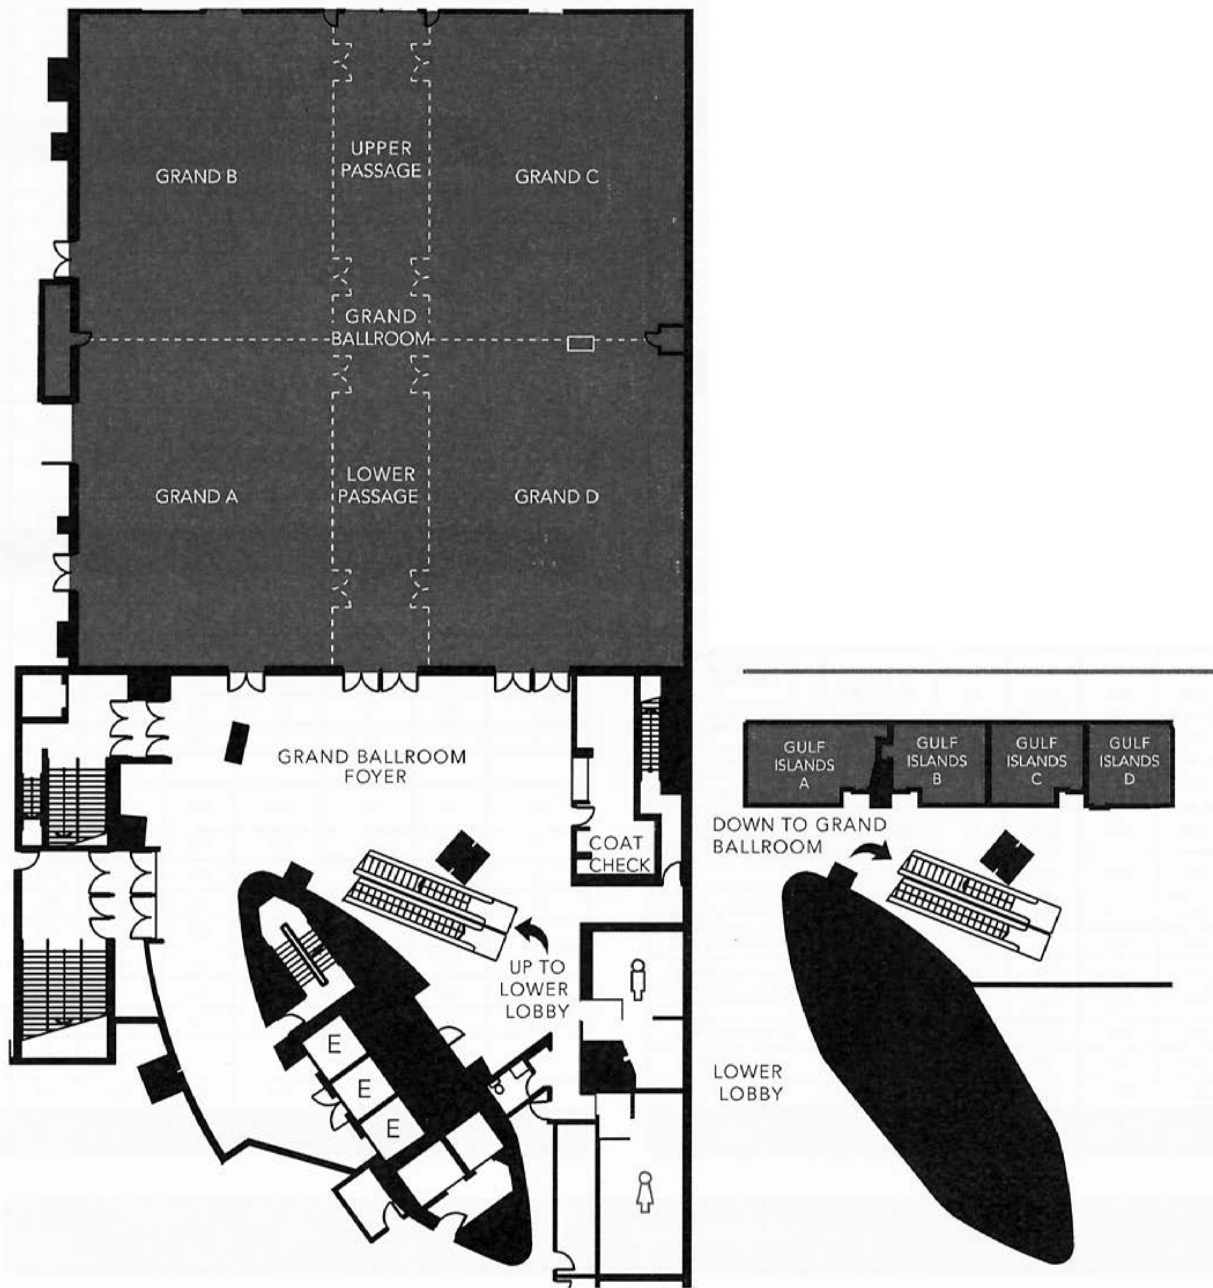 GRAND B
UPPER
PASSAGE
GRAND C
GRAND
BALLROOM
GRAND A
LOWER
PASSAGE
GRAND D
GRAND BALLROOM
FOYER
COAT
CHECK
UP TO
LOWER
LOBBY
E
E
E
GULF
ISLANDS
A
GULF
ISLANDS
B
GULF
ISLANDS
C
GULF
ISLANDS
D
DOWN TO GRAND
BALLROOM
LOWER
LOBBY